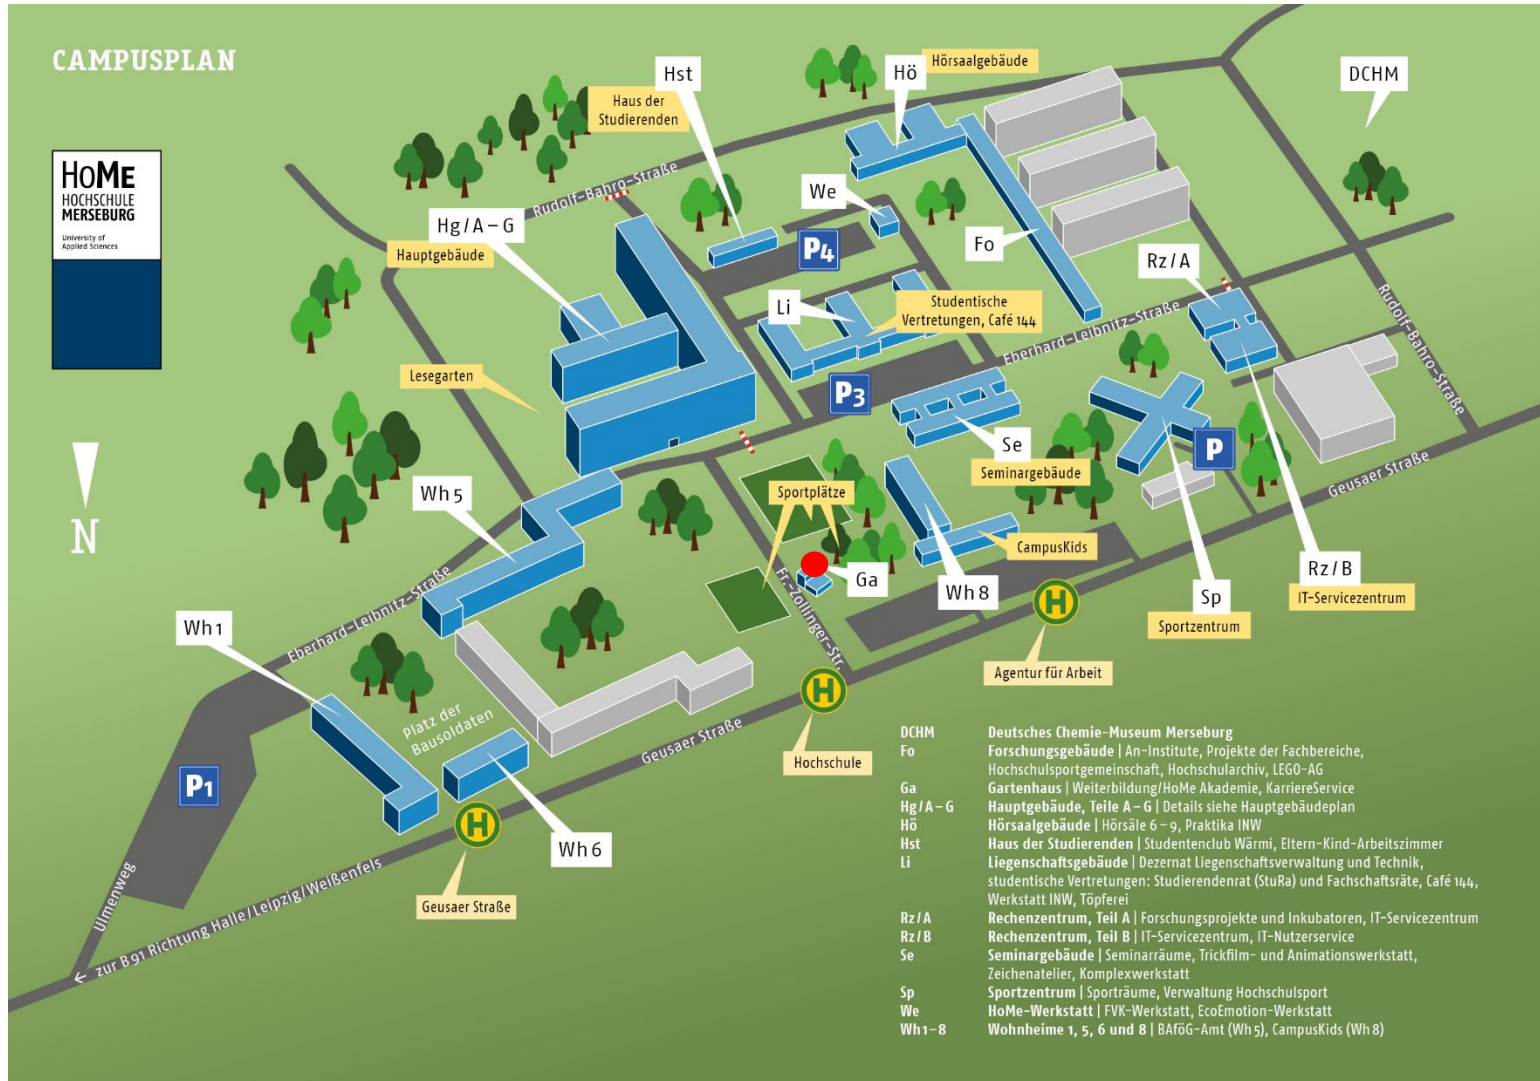 CAMPUSPLAN
HoMe
HOCHSCHULE
MERSEBURG
University of
Applied Sciences
Hst
Haus der
Studierenden
Hö
Hörsaalgebäude
DCHM
Rudolf-Bahro-Straße
We
Hg/A–G
Hauptgebäude
P4
Fo
Rz/A
Li
Studentische
Vertretungen, Café 144
Eberhard-Leibnitz-Straße
Rudolf-Bahro-Straße
Lesegarten
P3
Se
Seminargebäude
P
Geusaer Straße
N
Wh 5
Sportplätze
CampusKids
Ga
Wh 8
Rz/B
IT-Servicezentrum
H
Sp
Sportzentrum
Fr.-Zollinger-Str.
Eberhard-Leibnitz-Straße
Wh 1
Agentur für Arbeit
H
Hochschule
Platz der
Bausoldaten
Geusaer Straße
P1
H
Wh 6
Geusaer Straße
Ulmenweg
← zur B 91 Richtung Halle/Leipzig/Weißenfels
DCHM Deutsches Chemie-Museum Merseburg
Fo Forschungsgebäude | An-Institute, Projekte der Fachbereiche,
Hochschulsportgemeinschaft, Hochschularchiv, LEGO-AG
Ga Gartenhaus | Weiterbildung/HoMe Akademie, KarriereService
Hg/A–G Hauptgebäude, Teile A–G | Details siehe Hauptgebäudeplan
Hö Hörsaalgebäude | Hörsäle 6–9, Praktika INW
Hst Haus der Studierenden | Studentenclub Wärmi, Eltern-Kind-Arbeitszimmer
Li Liegenschaftsgebäude | Dezernat Liegenschaftsverwaltung und Technik,
studentische Vertretungen: Studierendenrat (StuRa) und Fachschaftsräte, Café 144,
Werkstatt INW, Töpferei
Rz/A Rechenzentrum, Teil A | Forschungsprojekte und Inkubatoren, IT-Servicezentrum
Rz/B Rechenzentrum, Teil B | IT-Servicezentrum, IT-Nutzerservice
Se Seminargebäude | Seminarräume, Trickfilm- und Animationswerkstatt,
Zeichenatelier, Komplexwerkstatt
Sp Sportzentrum | Sporträume, Verwaltung Hochschulsport
We HoMe-Werkstatt | FVK-Werkstatt, EcoEmotion-Werkstatt
Wh 1–8 Wohnheime 1, 5, 6 und 8 | BAföG-Amt (Wh 5), CampusKids (Wh 8)